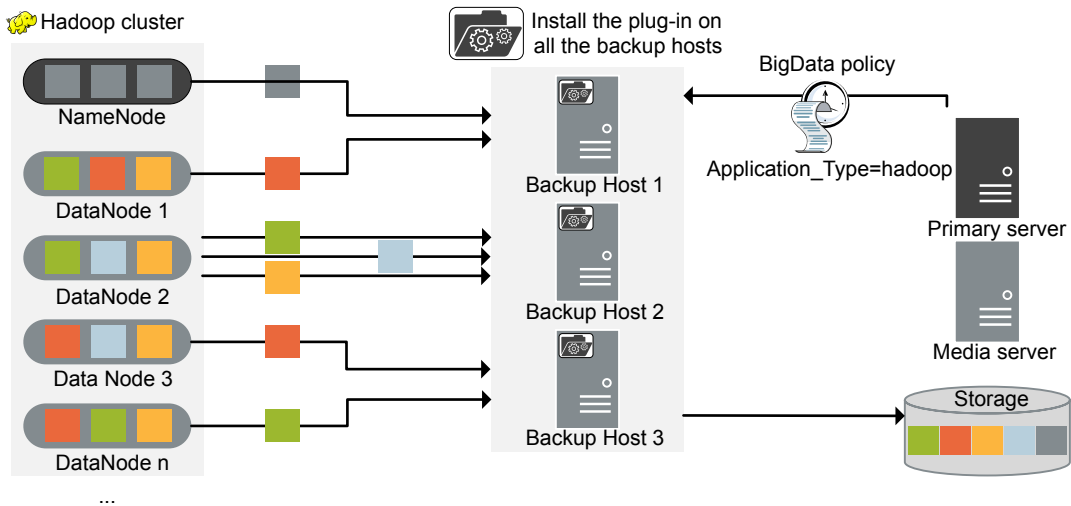 Hadoop cluster
NameNode
DataNode 1
DataNode 2
Data Node 3
DataNode n
...
Install the plug-in on
all the backup hosts
Backup Host 1
Backup Host 2
Backup Host 3
BigData policy
Application_Type=hadoop
Primary server
Media server
Storage